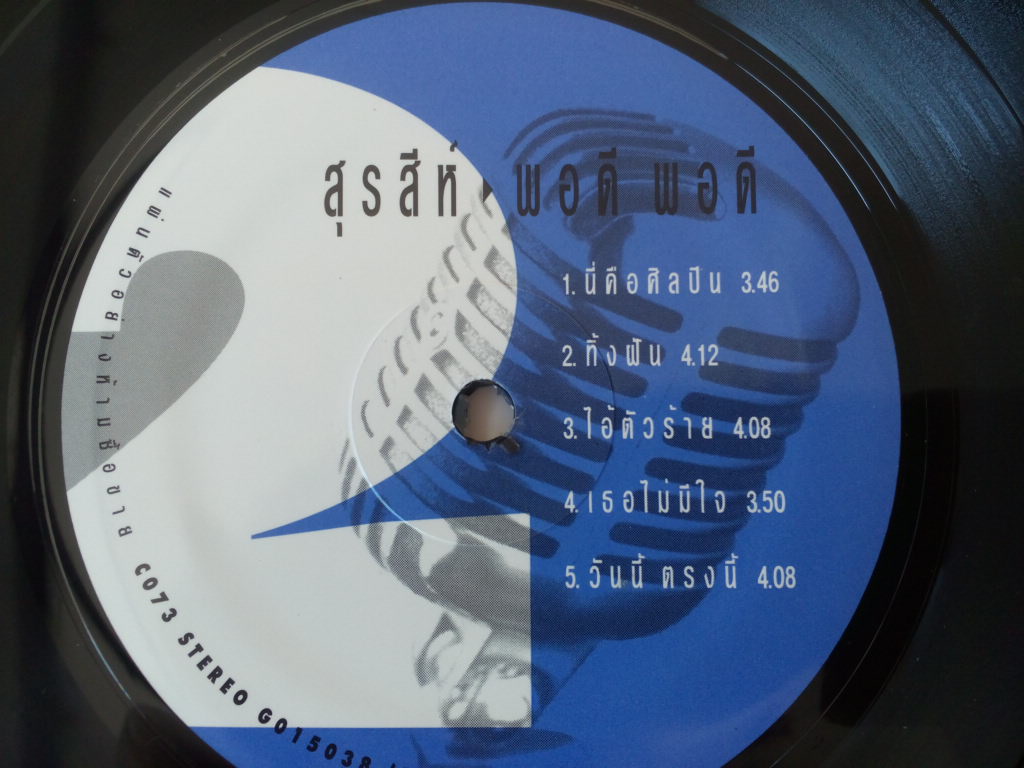 สุรสีห์ • พอดี พอดี
1. นี่คือศิลปิน 3.46
2. ทิ้งฝัน 4.12
3. ไอ้ตัวร้าย 4.08
4. เธอไม่มีใจ 3.50
5. วันนี้ ตรงนี้ 4.08
C073 STEREO G015038